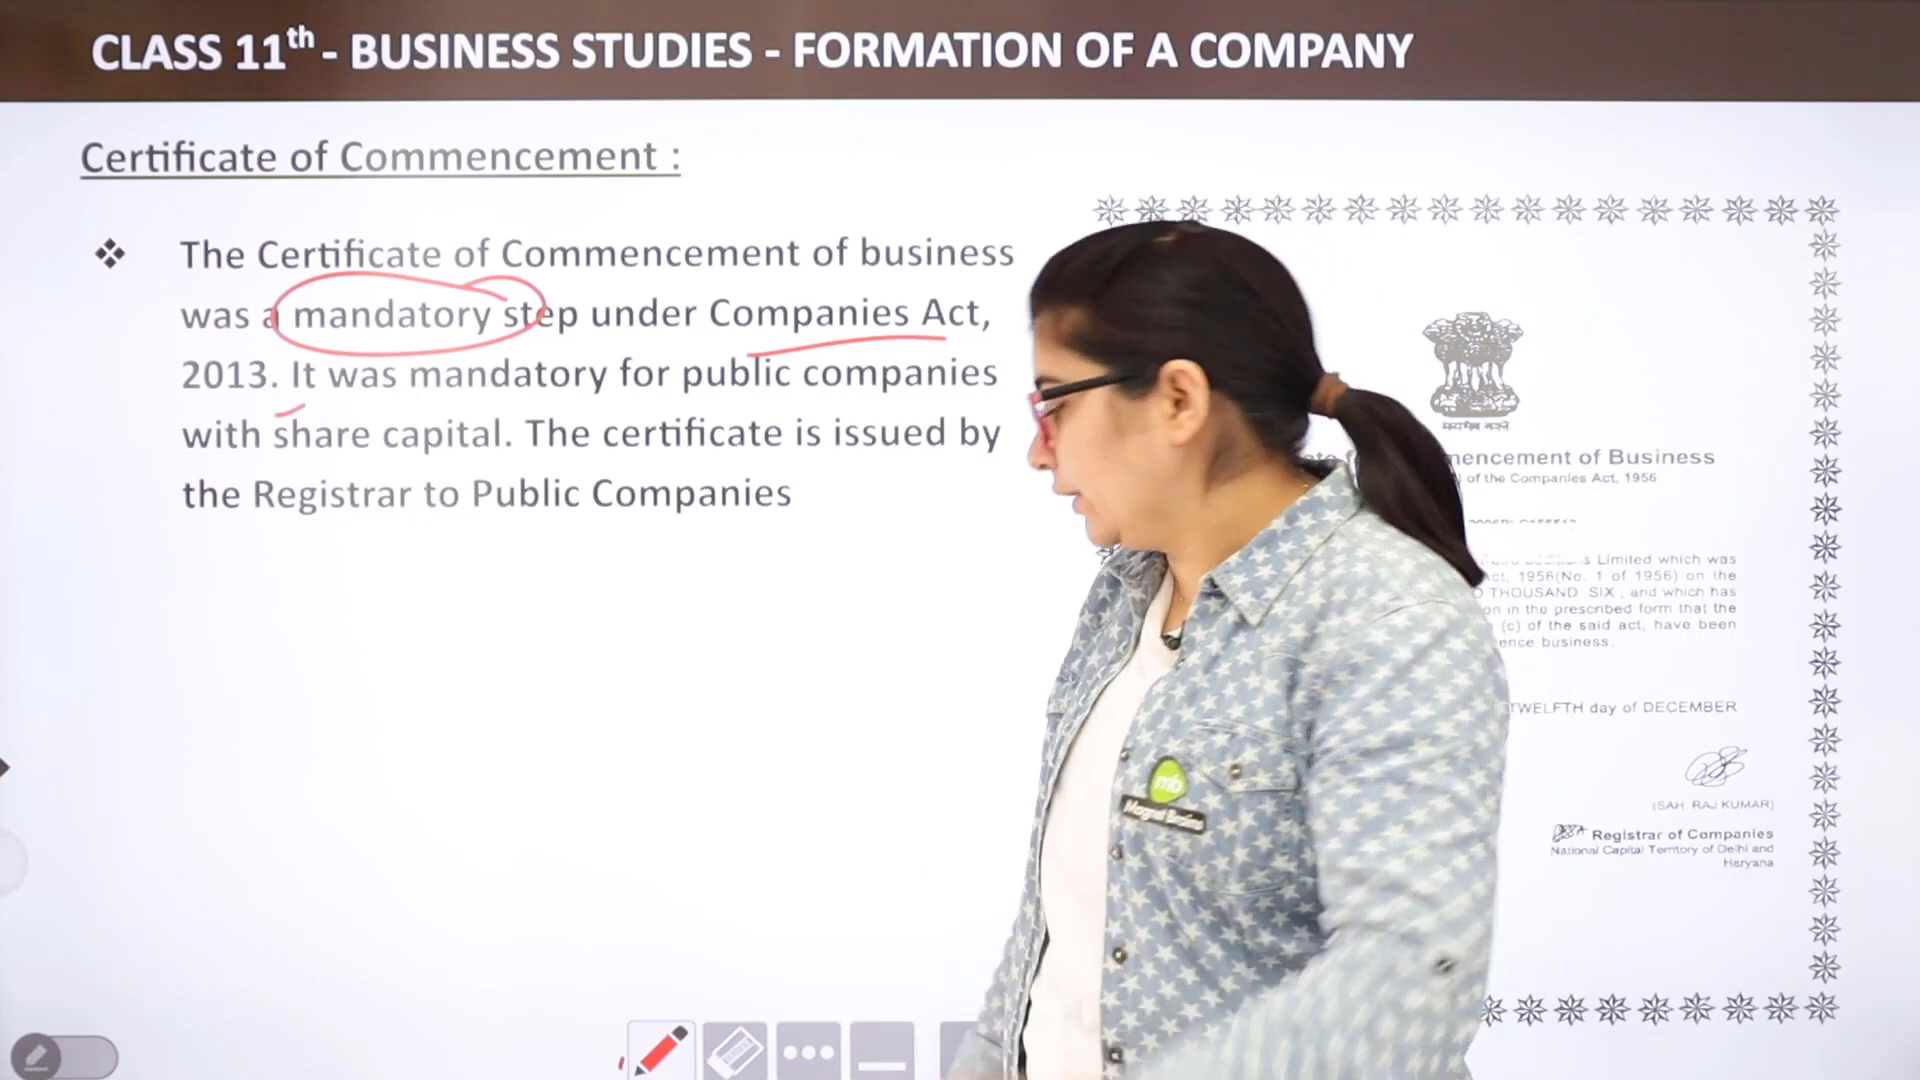 CLASS 11th - BUSINESS STUDIES - FORMATION OF A COMPANY
Certificate of Commencement :
❖ The Certificate of Commencement of business
was a mandatory step under Companies Act,
2013. It was mandatory for public companies
with share capital. The certificate is issued by
the Registrar to Public Companies
of Business
of the Companies Act, 1956
Limited which was
1956(No. 1 of 1956) on the
THOUSAND SIX , and which has
in the prescribed form that the
(c) of the said act, have been
business.
TWELFTH day of DECEMBER
(SAH RAJ KUMAR)
Registrar of Companies
National Capital Territory of Delhi and
Haryana
mb
Magnet Brains